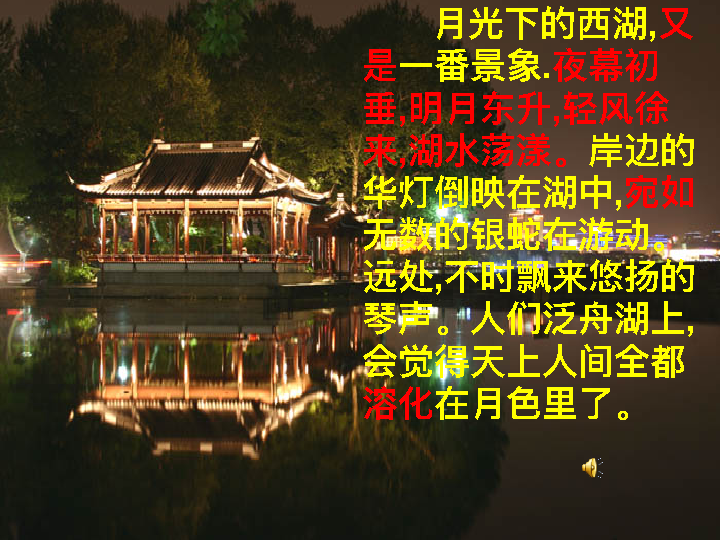 月光下的西湖,又
是一番景象.夜幕初
垂,明月东升,轻风徐
来,湖水荡漾。岸边的
华灯倒映在湖中,宛如
无数的银蛇在游动。
远处,不时飘来悠扬的
琴声。人们泛舟湖上,
会觉得天上人间全都
溶化在月色里了。